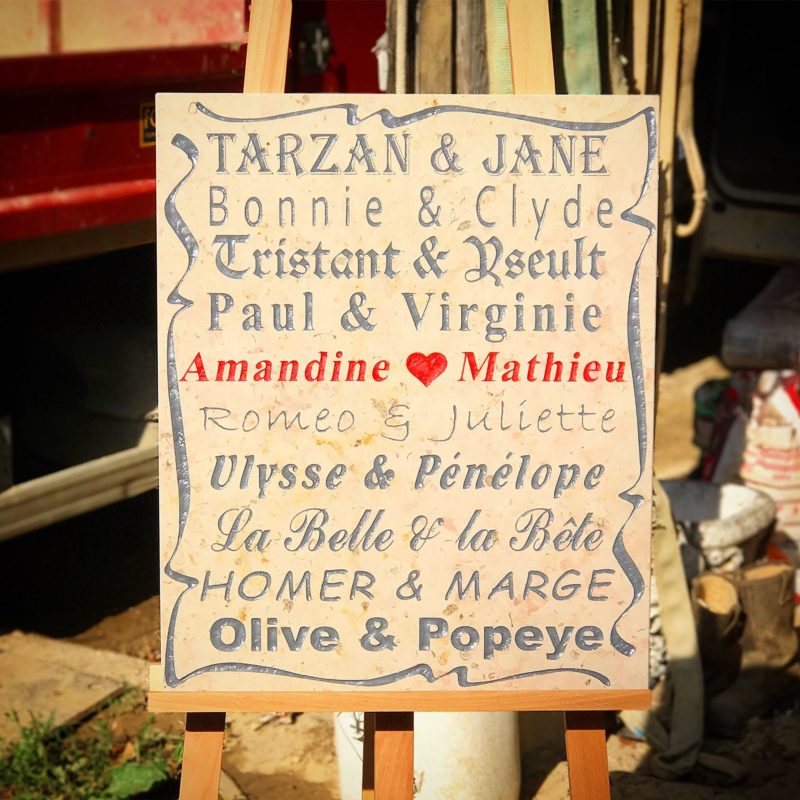 TARZAN & JANE
Bonnie & Clyde
Tristant & Yseult
Paul & Virginie
Amandine ♥ Mathieu
Romeo & Juliette
Ulysse & Pénélope
La Belle & la Bête
HOMER & MARGE
Olive & Popeye